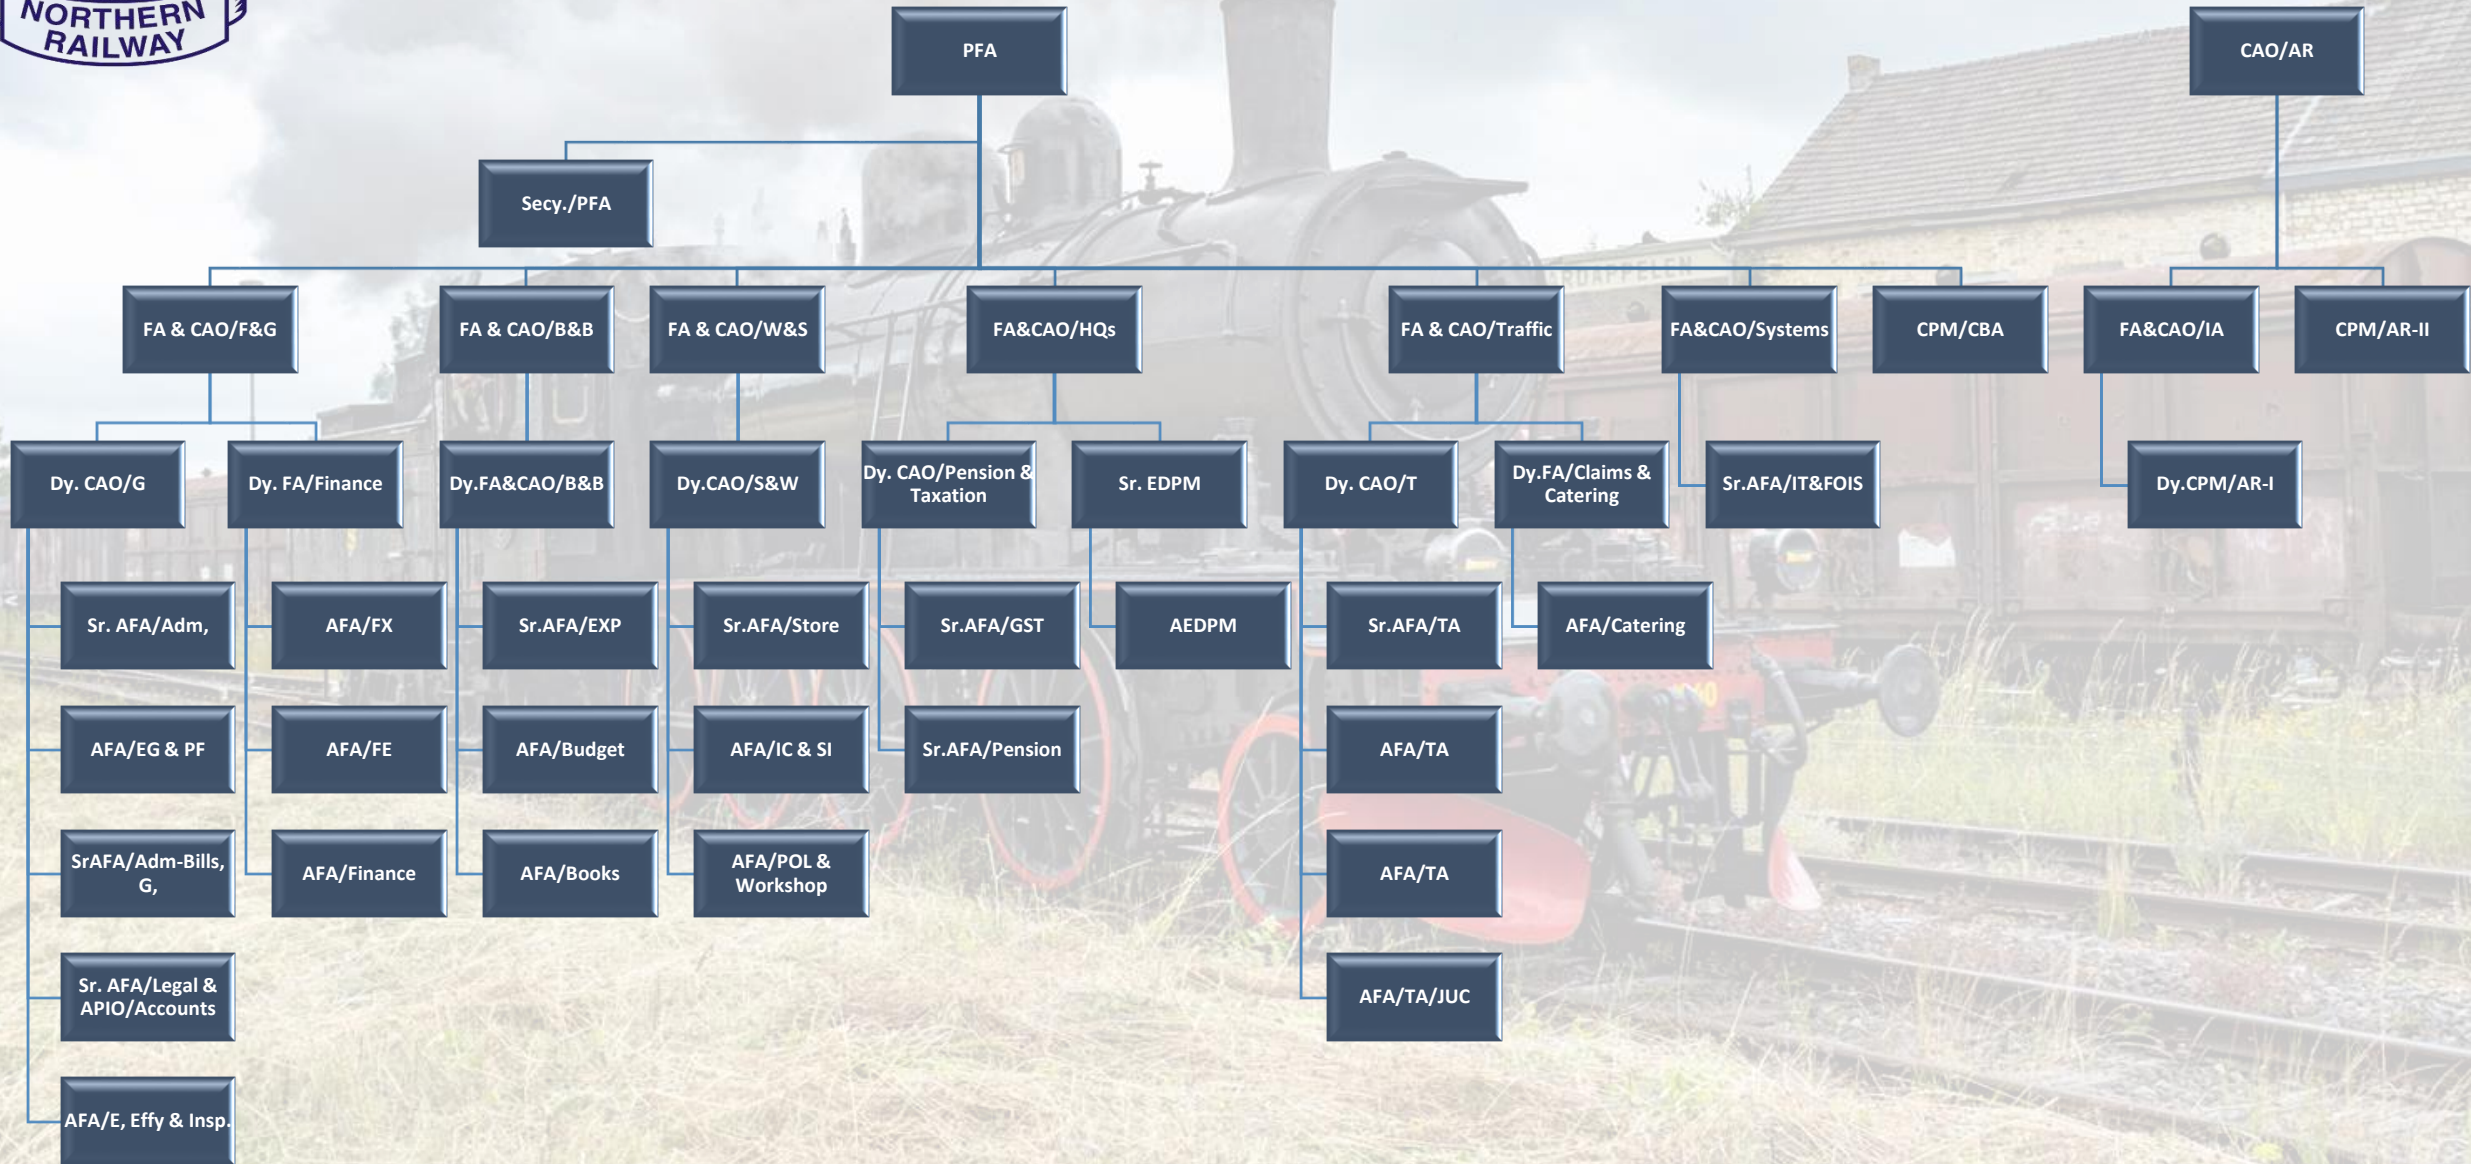 NORTHERN
RAILWAY
PFA
CAO/AR
Secy./PFA
FA & CAO/F&G
FA & CAO/B&B
FA & CAO/W&S
FA&CAO/HQs
FA & CAO/Traffic
FA&CAO/Systems
CPM/CBA
FA&CAO/IA
CPM/AR-II
Dy. CAO/G
Dy. FA/Finance
Dy.FA&CAO/B&B
Dy.CAO/S&W
Dy. CAO/Pension &
Taxation
Sr. EDPM
Dy. CAO/T
Dy.FA/Claims &
Catering
Sr.AFA/IT&FOIS
Dy.CPM/AR-I
Sr. AFA/Adm,
AFA/FX
Sr.AFA/EXP
Sr.AFA/Store
Sr.AFA/GST
AEDPM
Sr.AFA/TA
AFA/Catering
AFA/EG & PF
AFA/FE
AFA/Budget
AFA/IC & SI
Sr.AFA/Pension
AFA/TA
SrAFA/Adm-Bills,
G,
AFA/Finance
AFA/Books
AFA/POL &
Workshop
AFA/TA
Sr. AFA/Legal &
APIO/Accounts
AFA/TA/JUC
AFA/E, Effy & Insp.